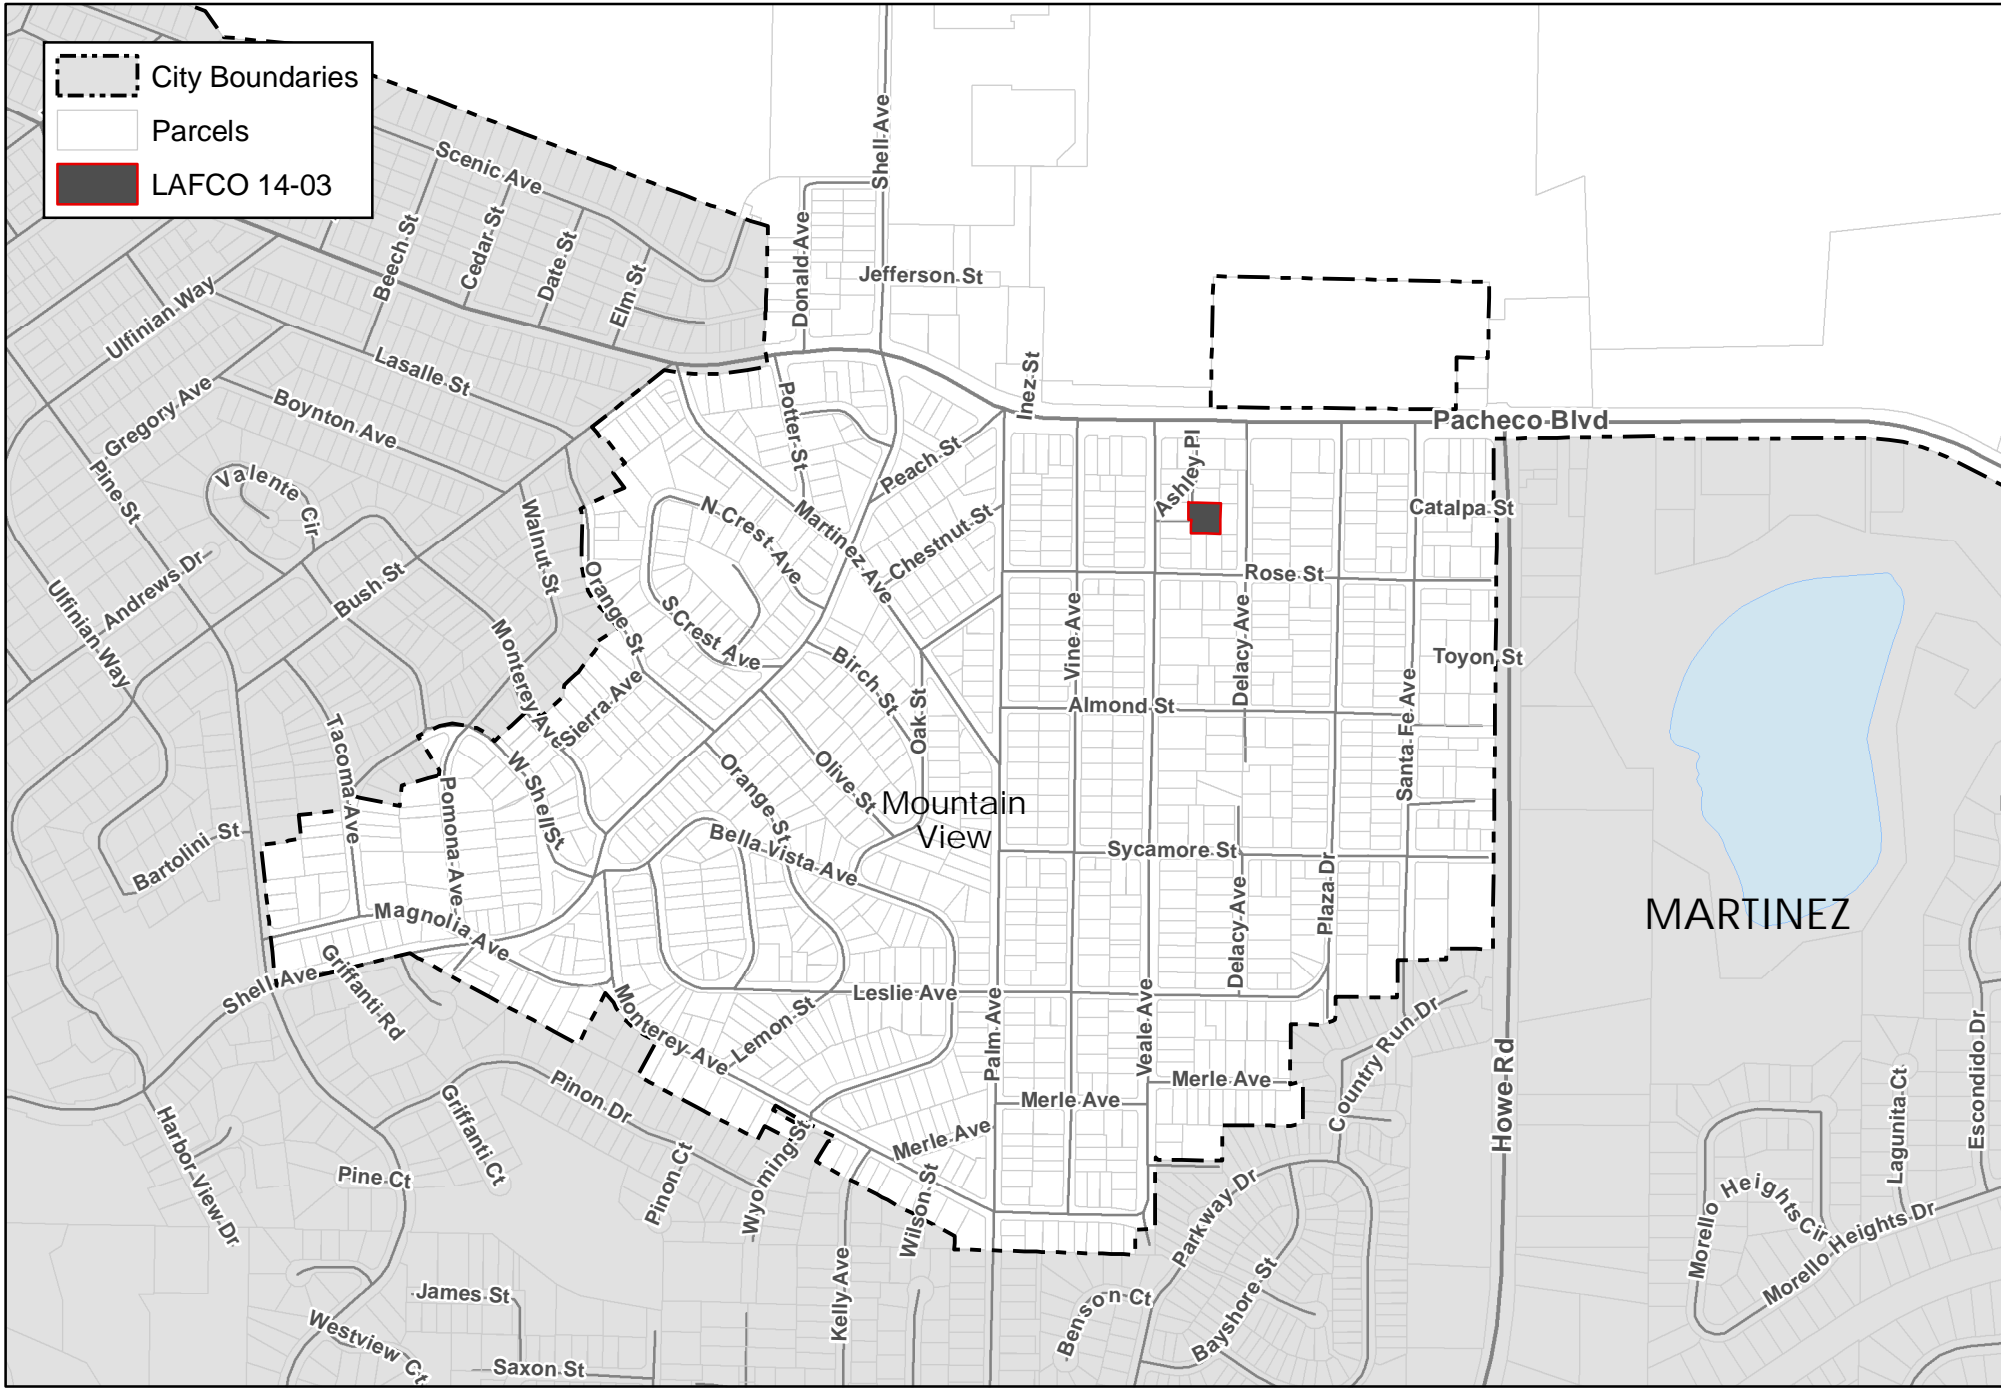 City Boundaries
Parcels
LAFCO 14-03
Scenic Ave
Shell Ave
Beech St
Cedar St
Date St
Elm St
Donald Ave
Jefferson St
Ulfinian Way
Lasalle St
Gregory Ave
Boynton Ave
Potter St
Inez St
Pacheco Blvd
Pine St
Valente Cir
Peach St
Ashley Pl
Walnut St
N Crest Ave
Martinez Ave
Chestnut St
Catalpa St
Andrews Dr
Bush St
Orange St
Rose St
Ulfinian Way
S Crest Ave
Monterey Ave
Birch St
Vine Ave
Delacy Ave
Toyon St
Sierra Ave
Oak St
Almond St
Santa Fe Ave
Tacoma Ave
W Shell St
Pomona Ave
Orange St
Olive St
Mountain
View
Bella Vista Ave
Sycamore St
Bartolini St
Plaza Dr
Delacy Ave
MARTINEZ
Magnolia Ave
Griffanti Rd
Shell Ave
Leslie Ave
Monterey Ave
Lemon St
Palm Ave
Veale Ave
Country Run Dr
Howe Rd
Escondido Dr
Lagunita Ct
Merle Ave
Merle Ave
Merle Ave
Pinon Dr
Griffanti Ct
Harbor View Dr
Pine Ct
Pinon Ct
Wyoming St
Wilson St
Parkway Dr
Morello Heights Cir
Morello Heights Dr
Kelly Ave
James St
Benson Ct
Bayshore St
Westview Ct
Saxon St